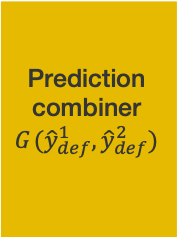 Prediction
combiner
G (ŷ¹def, ŷ²def)